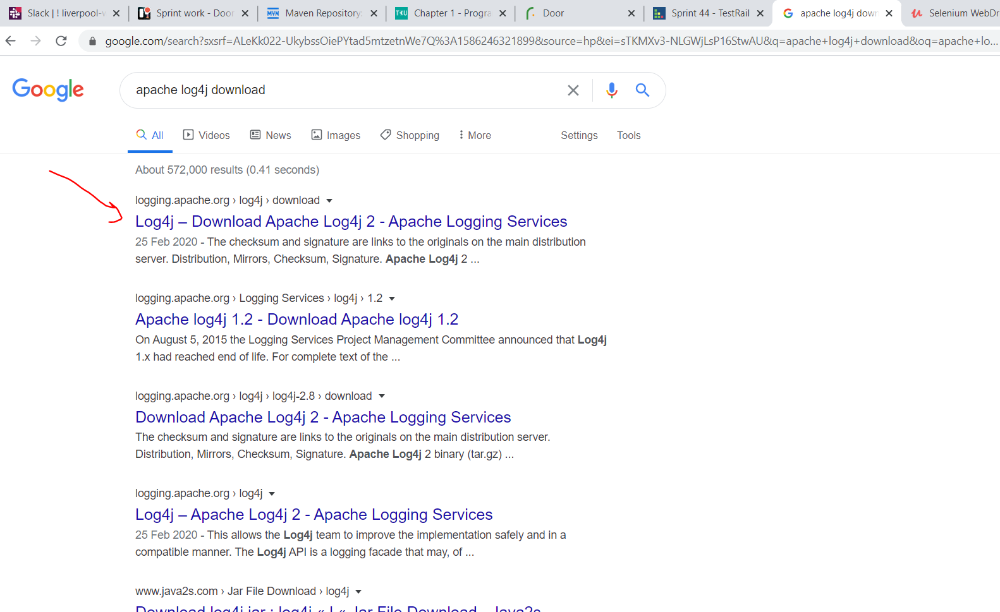 Slack | ! liverpool-w
Sprint work - Door
Maven Repository:
Chapter 1 - Progra
Door
Sprint 44 - TestRail
apache log4j down
Selenium WebDr
google.com/search?sxsrf=ALeKk022-UkybssOiePYtad5mtzetnWe7Q%3A1586246321899&source=hp&ei=sTKMXv3-NLGWjLsP16StwAU&q=apache+log4j+download&oq=apache+lo...
Google
apache log4j download
All
Videos
News
Images
Shopping
More
Settings
Tools
About 572,000 results (0.41 seconds)
logging.apache.org › log4j › download
Log4j – Download Apache Log4j 2 - Apache Logging Services
25 Feb 2020 - The checksum and signature are links to the originals on the main distribution
server. Distribution, Mirrors, Checksum, Signature. Apache Log4j 2 ...
logging.apache.org › Logging Services › log4j › 1.2
Apache log4j 1.2 - Download Apache log4j 1.2
On August 5, 2015 the Logging Services Project Management Committee announced that Log4j
1.x had reached end of life. For complete text of the ...
logging.apache.org › log4j › log4j-2.8 › download
Download Apache Log4j 2 - Apache Logging Services
The checksum and signature are links to the originals on the main distribution server.
Distribution, Mirrors, Checksum, Signature. Apache Log4j 2 binary (tar.gz) ...
logging.apache.org › log4j
Log4j – Apache Log4j 2 - Apache Logging Services
25 Feb 2020 - This allows the Log4j team to improve the implementation safely and in a
compatible manner. The Log4j API is a logging facade that may, of ...
www.java2s.com › Jar File Download › log4j
Download log4j jar : log4j « l « Jar File Download - Java2s